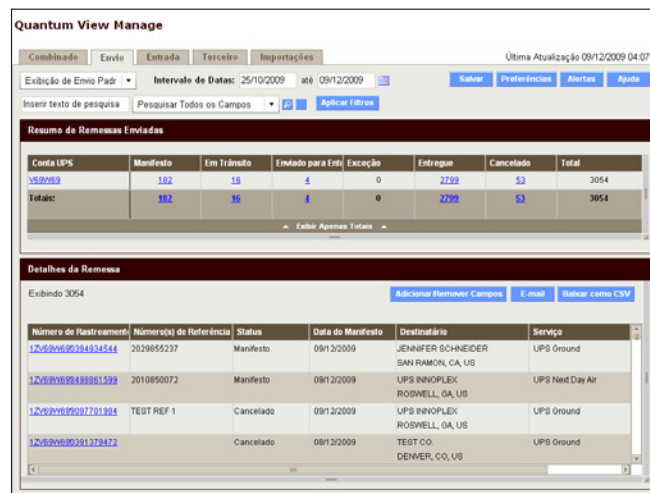 Quantum View Manage
Combinado Envio Entrada Terceiro Importações Última Atualização 09/12/2009 04:07
Exibição de Envio Padr Intervalo de Datas: 25/10/2009 até 09/12/2009 Salvar Preferências Alertas Ajuda
Inserir texto de pesquisa Pesquisar Todos os Campos Aplicar Filtros
Resumo de Remessas Enviadas
Conta UPS Manifesto Em Trânsito Enviado para Entr Exceção Entregue Cancelado Total
V69W69 182 16 4 0 2799 53 3054
Totais: 182 16 4 0 2799 53 3054
Exibir Apenas Totais
Detalhes da Remessa
Exibindo 3054 Adicionar/Remover Campos E-mail Baixar como CSV
Número de Rastreament Número(s) de Referência Status Data do Manifesto Destinatário Serviço
2029855237 Manifesto 09/12/2009 JENNIFER SCHNEIDER UPS Ground
SAN RAMON, CA, US
2010850072 Manifesto 09/12/2009 UPS INNOPLEX UPS Next Day Air
ROSWELL, GA, US
TEST REF 1 Cancelado 09/12/2009 UPS INNOPLEX UPS Ground
ROSWELL, GA, US
Cancelado 08/12/2009 TEST CO. UPS Ground
DENVER, CO, US